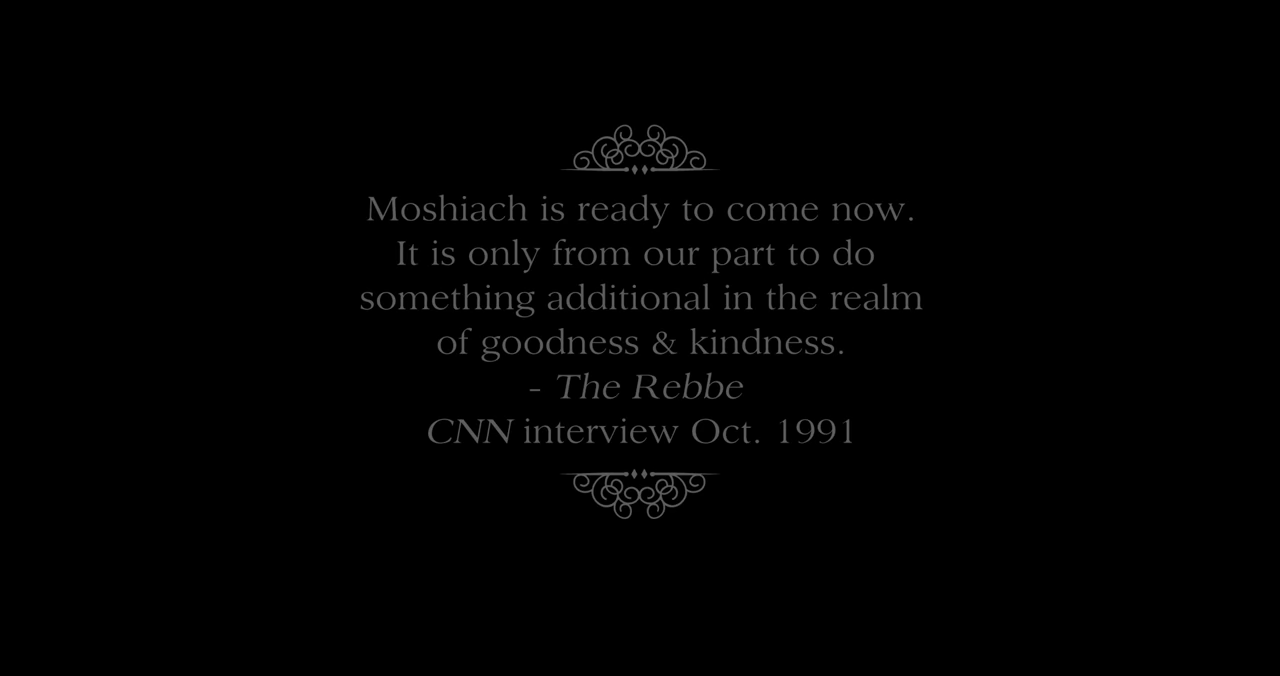 Moshiach is ready to come now.
It is only from our part to do
something additional in the realm
of goodness & kindness.
- The Rebbe
CNN interview Oct. 1991